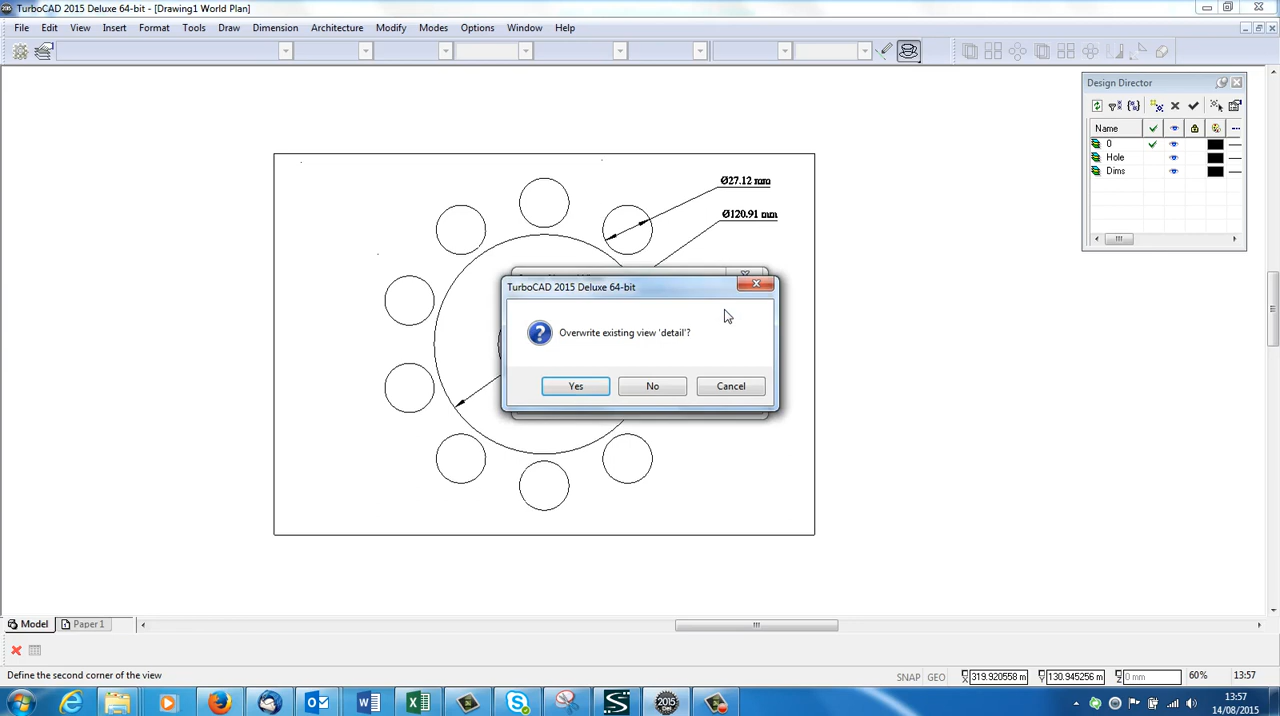 TurboCAD 2015 Deluxe 64-bit - [Drawing1 World Plan]
File Edit View Insert Format Tools Draw Dimension Architecture Modify Modes Options Window Help
Design Director
Name
0
Hole
Dims
Ø27.12 mm
Ø120.91 mm
TurboCAD 2015 Deluxe 64-bit
Overwrite existing view 'detail'?
Yes No Cancel
Model Paper1
Define the second corner of the view
SNAP GEO 319.920558 m 130.945256 m 0 mm 60% 13:57
13:57
14/08/2015